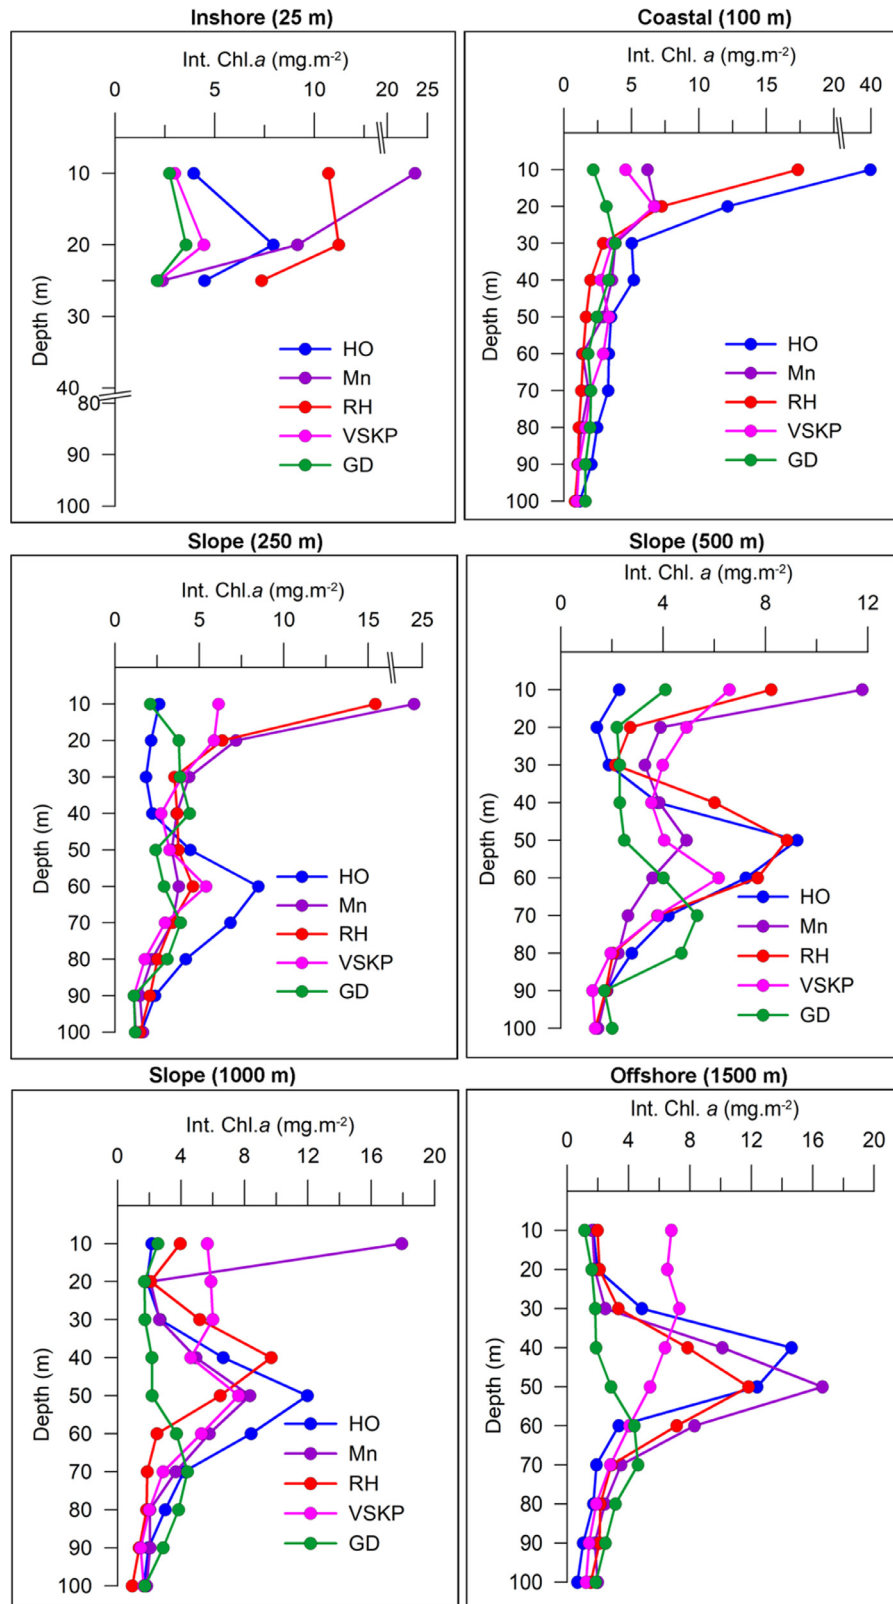 Inshore (25 m)
Int. Chl.a (mg.m-2)
0 5 10 20 25
10
20
30
40
80
90
100
Depth (m)
HO
Mn
RH
VSKP
GD
Coastal (100 m)
Int. Chl.a (mg.m-2)
0 5 10 15 20 40
10
20
30
40
50
60
70
80
90
100
Depth (m)
HO
Mn
RH
VSKP
GD
Slope (250 m)
Int. Chl.a (mg.m-2)
0 5 10 15 25
10
20
30
40
50
60
70
80
90
100
Depth (m)
HO
Mn
RH
VSKP
GD
Slope (500 m)
Int. Chl.a (mg.m-2)
0 4 8 12
10
20
30
40
50
60
70
80
90
100
Depth (m)
HO
Mn
RH
VSKP
GD
Slope (1000 m)
Int. Chl.a (mg.m-2)
0 4 8 12 16 20
10
20
30
40
50
60
70
80
90
100
Depth (m)
HO
Mn
RH
VSKP
GD
Offshore (1500 m)
Int. Chl.a (mg.m-2)
0 4 8 12 16 20
10
20
30
40
50
60
70
80
90
100
Depth (m)
HO
Mn
RH
VSKP
GD